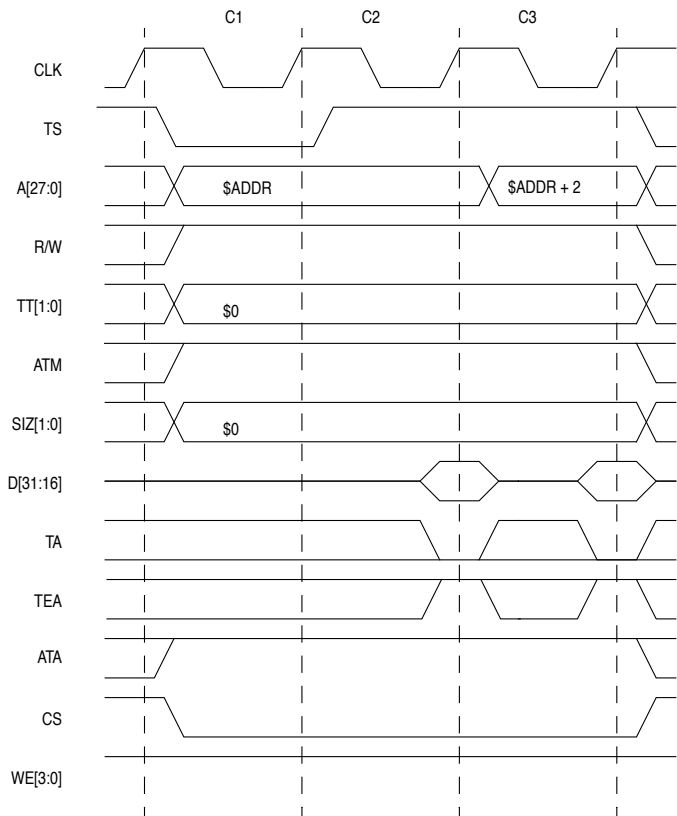 C1 C2 C3
CLK
TS
A[27:0] $ADDR $ADDR + 2
R/W
TT[1:0] $0
ATM
SIZ[1:0] $0
D[31:16]
TA
TEA
ATA
CS
WE[3:0]